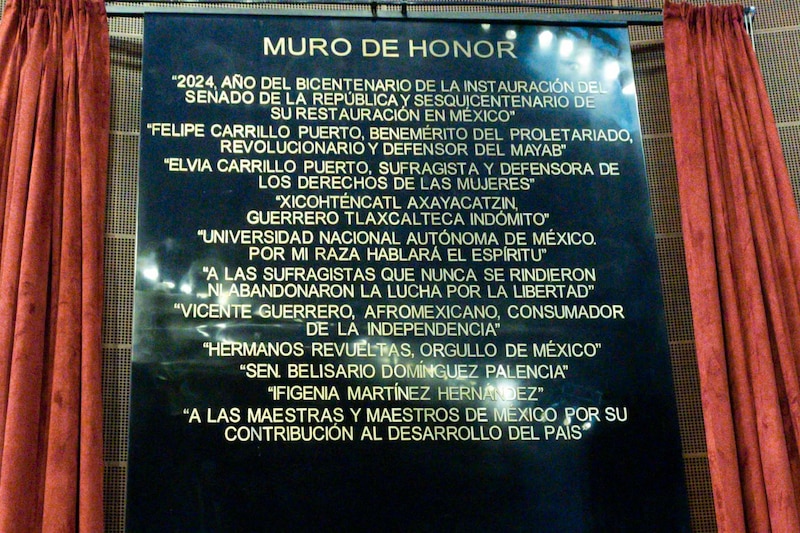 MURO DE HONOR
“2024, AÑO DEL BICENTENARIO DE LA INSTAURACIÓN DEL
SENADO DE LA REPÚBLICA Y SESQUICENTENARIO DE
SU RESTAURACIÓN EN MÉXICO”
“FELIPE CARRILLO PUERTO, BENEMÉRITO DEL PROLETARIADO,
REVOLUCIONARIO Y DEFENSOR DEL MAYAB”
“ELVIA CARRILLO PUERTO, SUFRAGISTA Y DEFENSORA DE
LOS DERECHOS DE LAS MUJERES”
“XICOHTÉNCATL AXAYACATZIN,
GUERRERO TLAXCALTECA INDÓMITO”
“UNIVERSIDAD NACIONAL AUTÓNOMA DE MÉXICO.
POR MI RAZA HABLARÁ EL ESPÍRITU”
“A LAS SUFRAGISTAS QUE NUNCA SE RINDIERON
NI ABANDONARON LA LUCHA POR LA LIBERTAD”
“VICENTE GUERRERO, AFROMEXICANO, CONSUMADOR
DE LA INDEPENDENCIA”
“HERMANOS REVUELTAS, ORGULLO DE MÉXICO”
“SEN. BELISARIO DOMÍNGUEZ PALENCIA”
“IFIGENIA MARTÍNEZ HERNÁNDEZ”
“A LAS MAESTRAS Y MAESTROS DE MÉXICO POR SU
CONTRIBUCIÓN AL DESARROLLO DEL PAÍS”